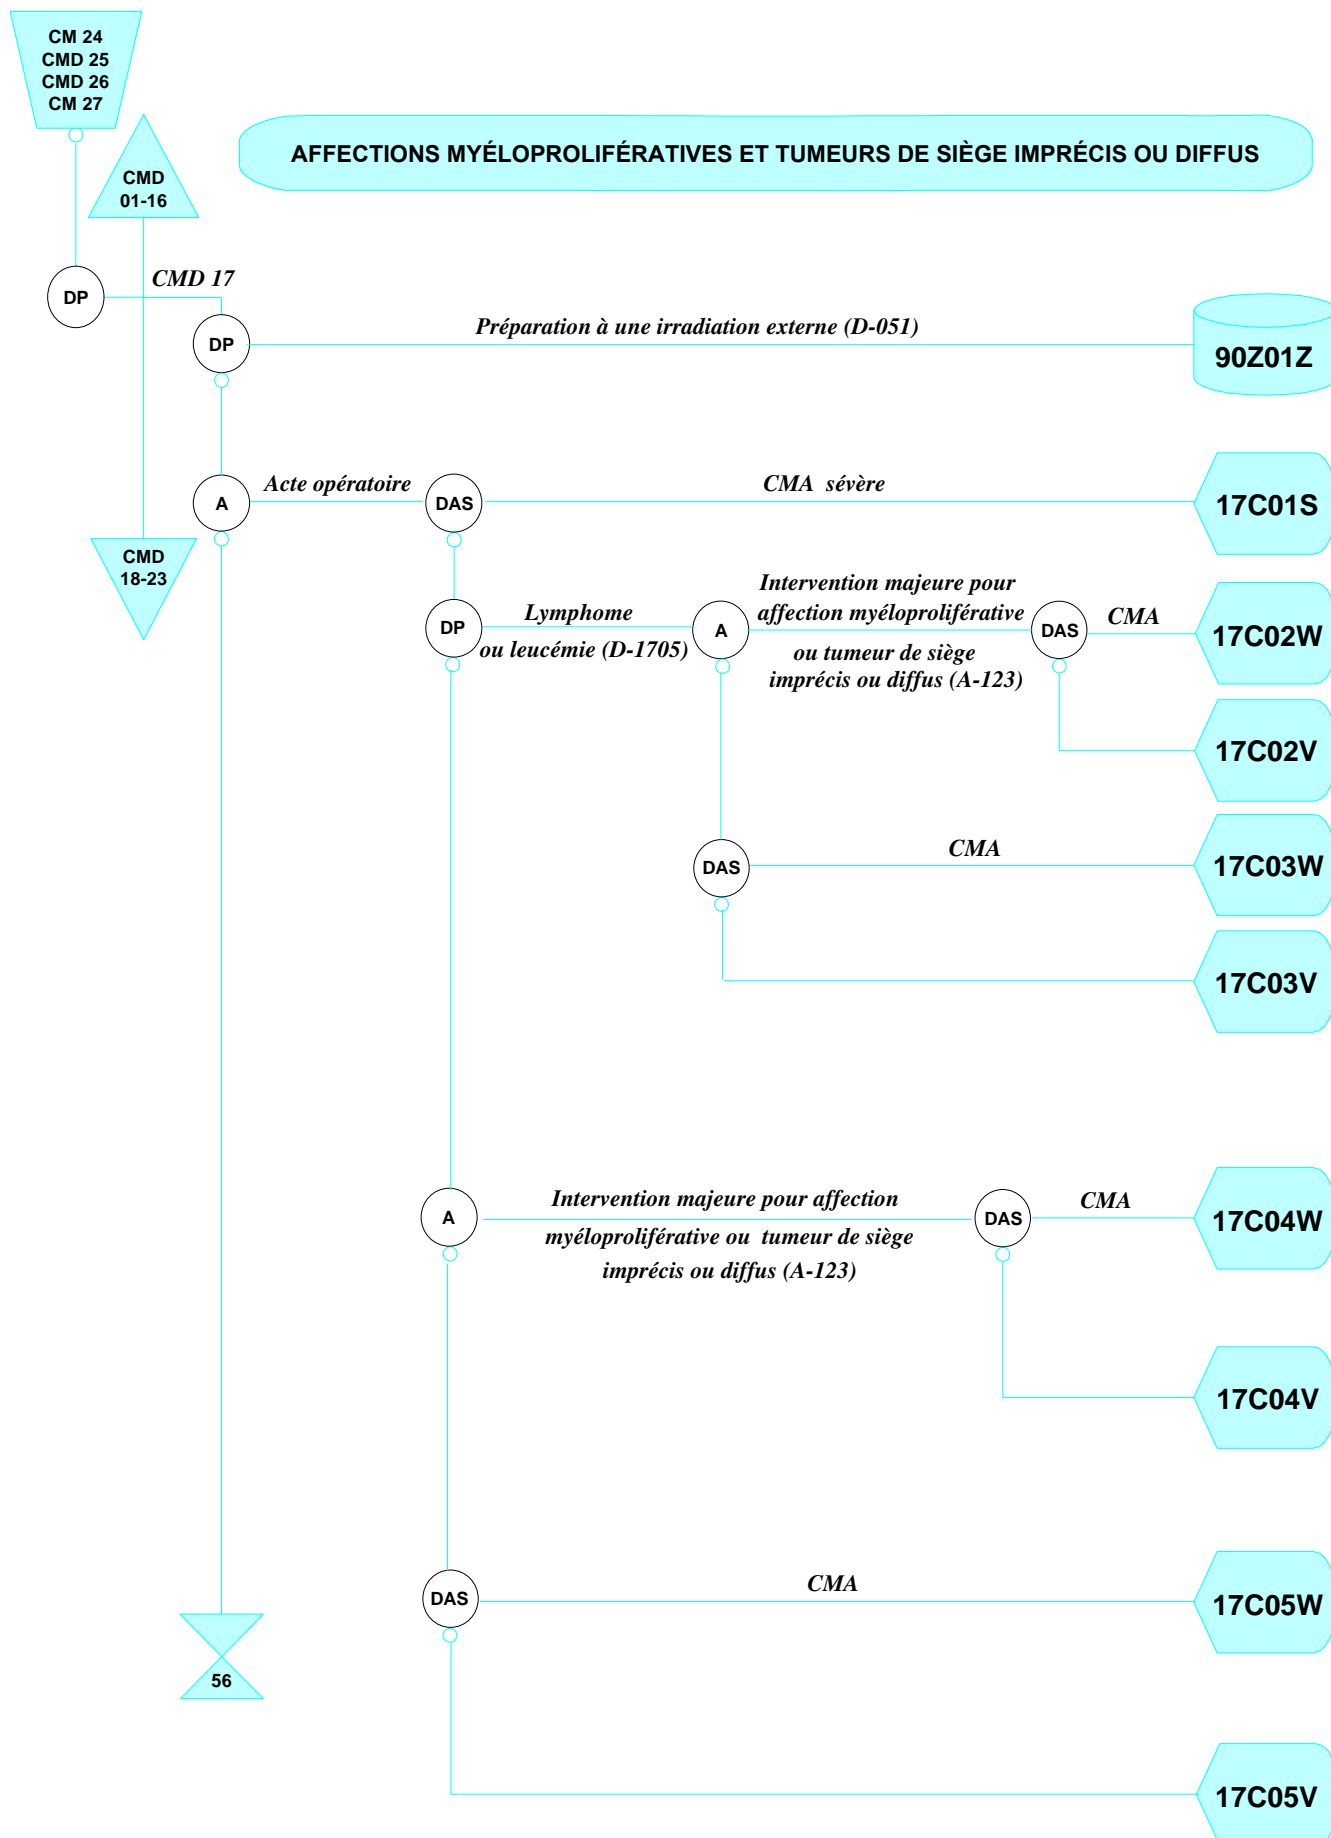 CM 24
CMD 25
CMD 26
CM 27
AFFECTIONS MYÉLOPROLIFÉRATIVES ET TUMEURS DE SIÈGE IMPRÉCIS OU DIFFUS
CMD
01-16
CMD 17
DP
Préparation à une irradiation externe (D-051)
DP
90Z01Z
Acte opératoire
CMA sévère
A
DAS
17C01S
CMD
18-23
Intervention majeure pour
affection myéloproliférative
ou tumeur de siège
imprécis ou diffus (A-123)
Lymphome
ou leucémie (D-1705)
DP
A
DAS
CMA
17C02W
17C02V
CMA
DAS
17C03W
17C03V
Intervention majeure pour affection
myéloproliférative ou tumeur de siège
imprécis ou diffus (A-123)
A
DAS
CMA
17C04W
17C04V
CMA
DAS
17C05W
56
17C05V